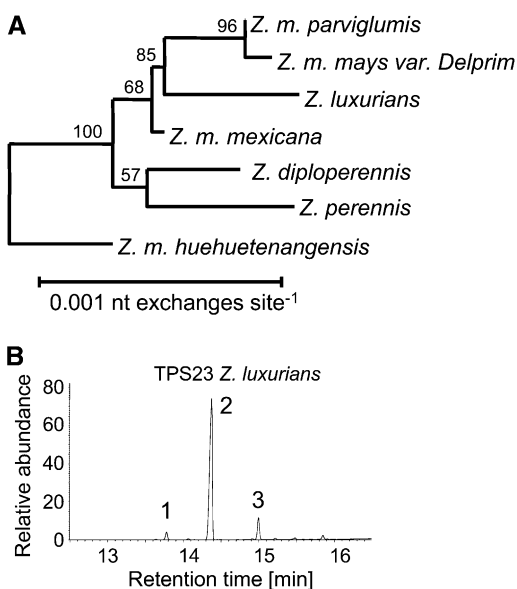 A
96
Z. m. parviglumis
85
Z. m. mays var. Delprim
68
Z. luxurians
100
Z. m. mexicana
57
Z. diploperennis
Z. perennis
Z. m. huehuetenangensis
0.001 nt exchanges site-1
B
TPS23 Z. luxurians
Relative abundance
80
60
40
20
0
1
2
3
13
14
15
16
Retention time [min]